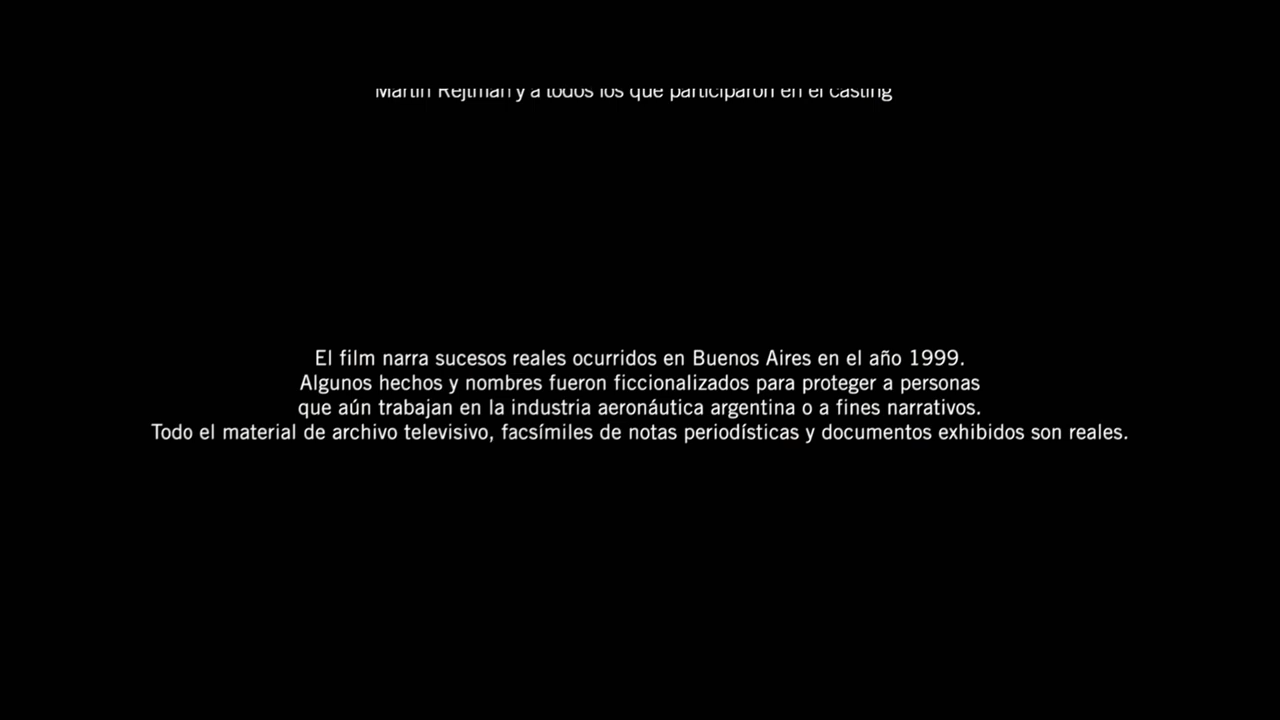 Martín Rejtman y a todos los que participaron en el casting
El film narra sucesos reales ocurridos en Buenos Aires en el año 1999.
Algunos hechos y nombres fueron ficcionalizados para proteger a personas
que aún trabajan en la industria aeronáutica argentina o a fines narrativos.
Todo el material de archivo televisivo, facsímiles de notas periodísticas y documentos exhibidos son reales.